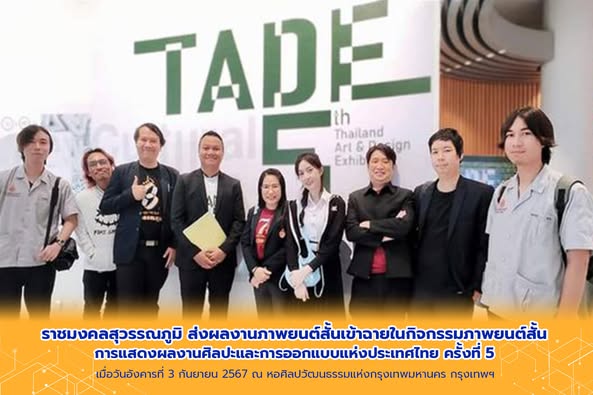 TADE
5th
Thailand
Art & Design
Exhibi
ราชมงคลสุวรรณภูมิ ส่งผลงานภาพยนต์สั้นเข้าฉายในกิจกรรมภาพยนต์สั้น
การแสดงผลงานศิลปะและการออกแบบแห่งประเทศไทย ครั้งที่ 5
เมื่อวันอังคารที่ 3 กันยายน 2567 ณ หอศิลปวัฒนธรรมแห่งกรุงเทพมหานคร กรุงเทพฯ